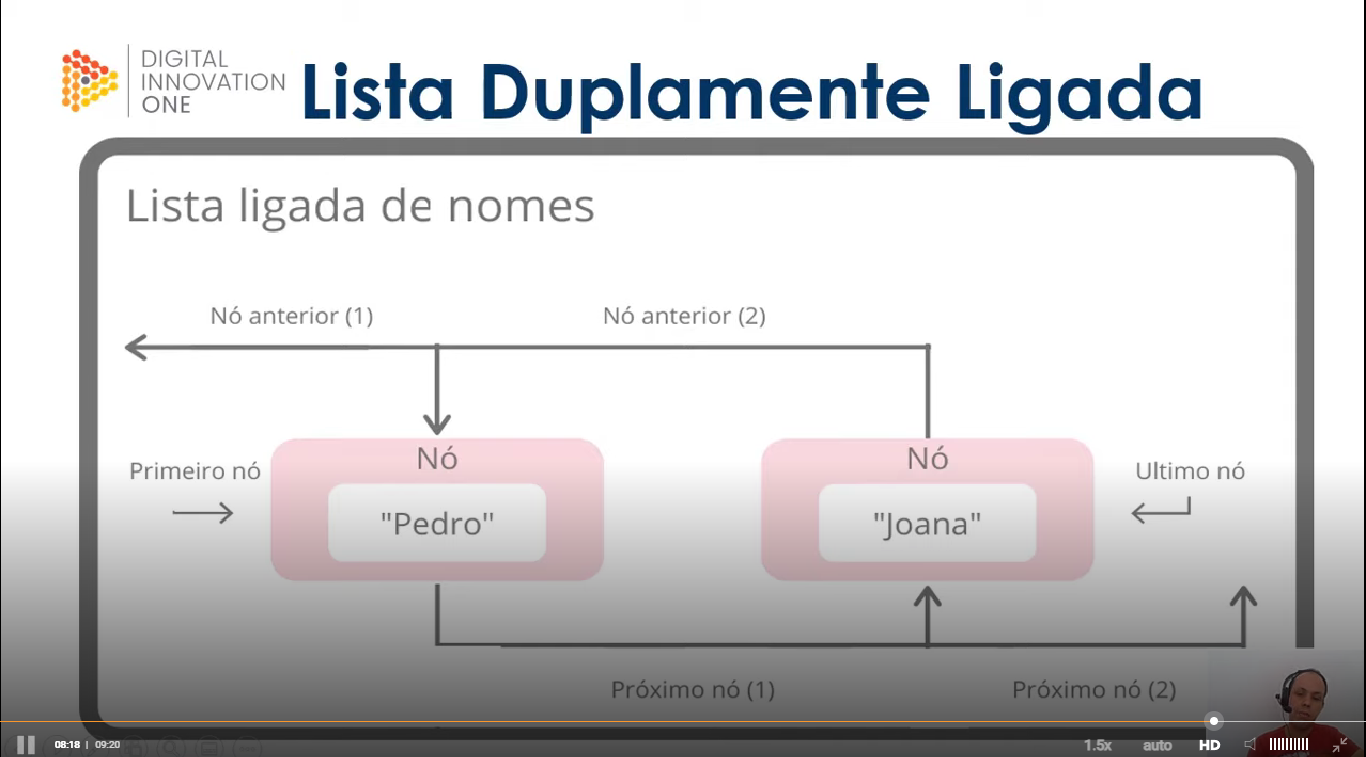 DIGITAL
INNOVATION
ONE
Lista Duplamente Ligada
Lista ligada de nomes
Nó anterior (1)
Nó anterior (2)
Primeiro nó
Nó
"Pedro"
Nó
"Joana"
Ultimo nó
Próximo nó (1)
Próximo nó (2)
08:18 | 09:20
1.5x
auto
HD